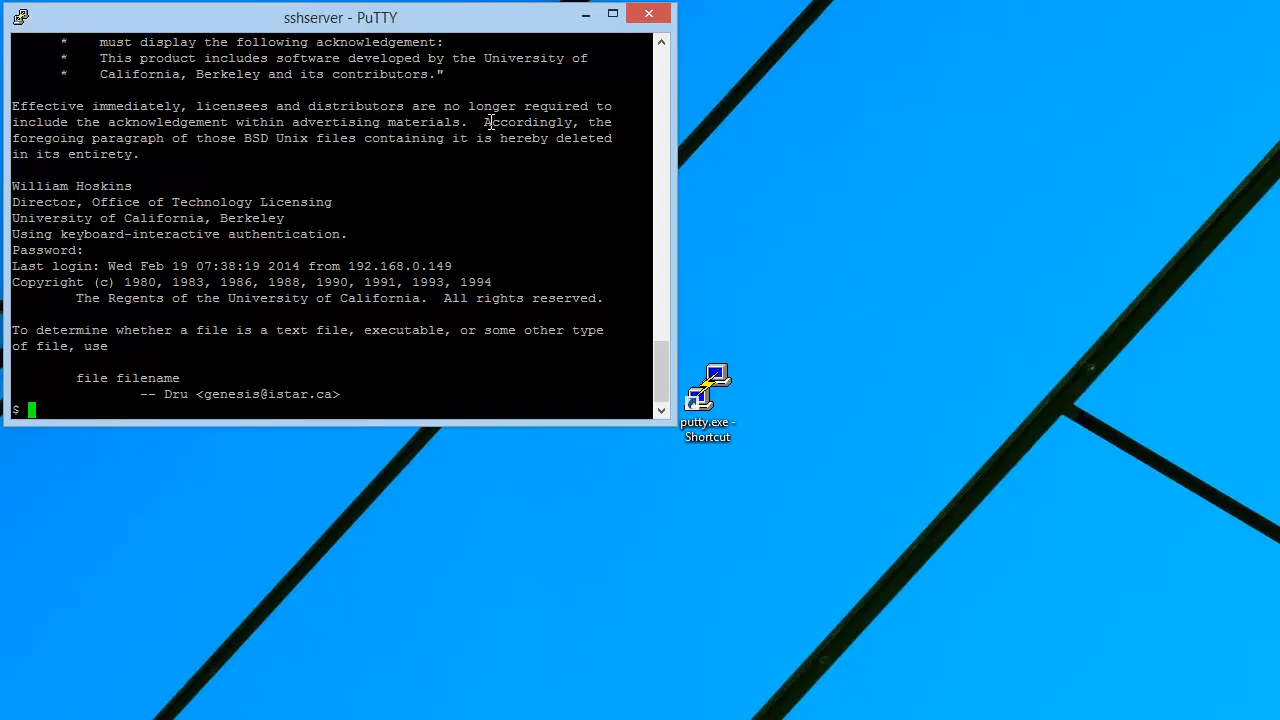 sshserver - PuTTY
* must display the following acknowledgement:
* This product includes software developed by the University of
* California, Berkeley and its contributors."
Effective immediately, licensees and distributors are no longer required to
include the acknowledgement within advertising materials. Accordingly, the
foregoing paragraph of those BSD Unix files containing it is hereby deleted
in its entirety.
William Hoskins
Director, Office of Technology Licensing
University of California, Berkeley
Using keyboard-interactive authentication.
Password:
Last login: Wed Feb 19 07:38:19 2014 from 192.168.0.149
Copyright (c) 1980, 1983, 1986, 1988, 1990, 1991, 1993, 1994
The Regents of the University of California. All rights reserved.
To determine whether a file is a text file, executable, or some other type
of file, use
file filename
-- Dru <genesis@istar.ca>
$
putty.exe -
Shortcut